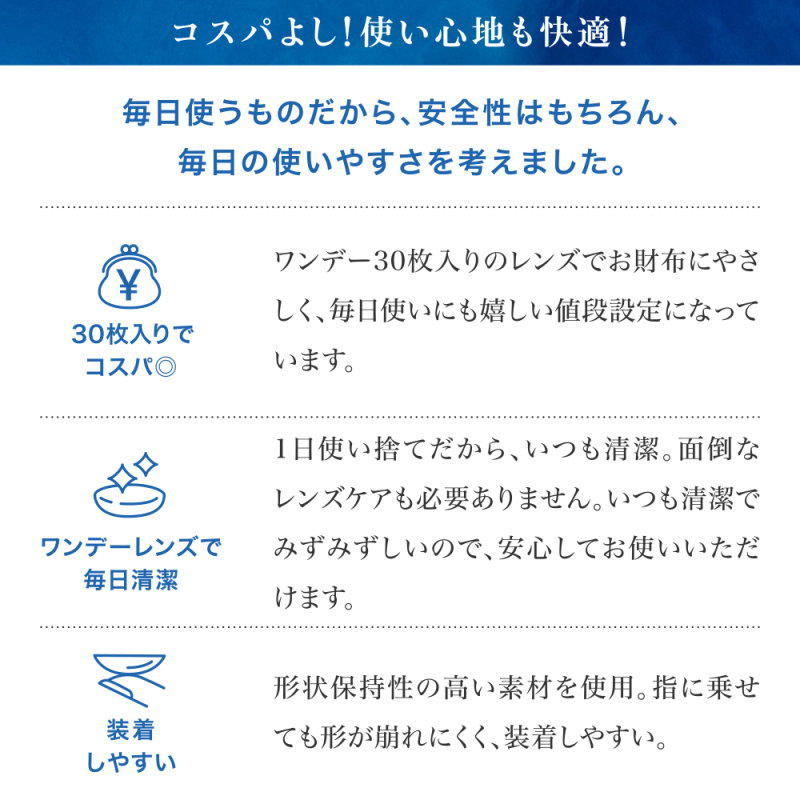 コスパよし！使い心地も快適！
毎日使うものだから、安全性はもちろん、
毎日の使いやすさを考えました。
¥
30枚入りで
コスパ◎
ワンデー30枚入りのレンズでお財布にやさ
しく、毎日使いにも嬉しい値段設定になって
います。
ワンデーレンズで
毎日清潔
1日使い捨てだから、いつも清潔。面倒な
レンズケアも必要ありません。いつも清潔で
みずみずしいので、安心してお使いいただ
けます。
装着
しやすい
形状保持性の高い素材を使用。指に乗せ
ても形が崩れにくく、装着しやすい。